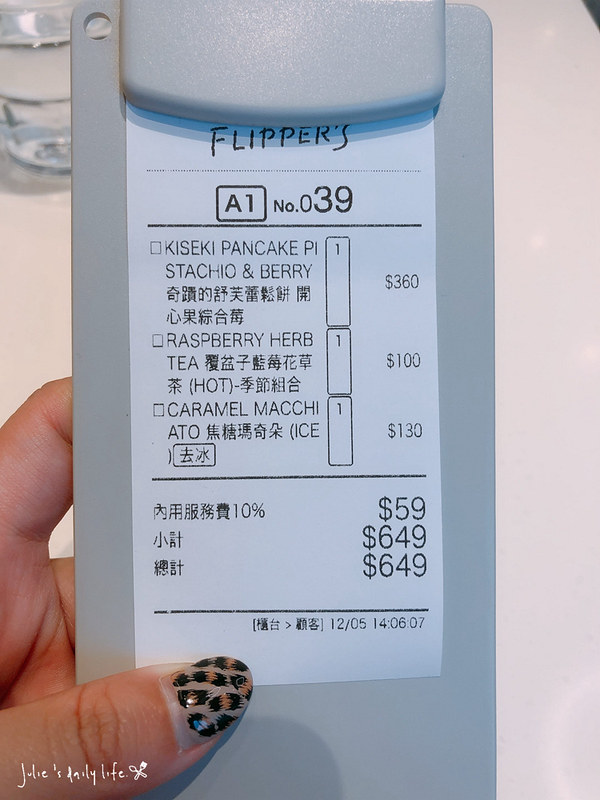 FLIPPER'S
A1 No.039
□KISEKI PANCAKE PI 1
STACHIO & BERRY $360
奇蹟的舒芙蕾鬆餅 開
心果綜合莓
□RASPBERRY HERB 1
TEA 覆盆子藍莓花草 $100
茶 (HOT)-季節組合
□CARAMEL MACCHI 1
ATO 焦糖瑪奇朵 (ICE $130
)去冰
內用服務費10% $59
小計 $649
總計 $649
[櫃台 > 顧客] 12/05 14:06:07
Julie's daily life.